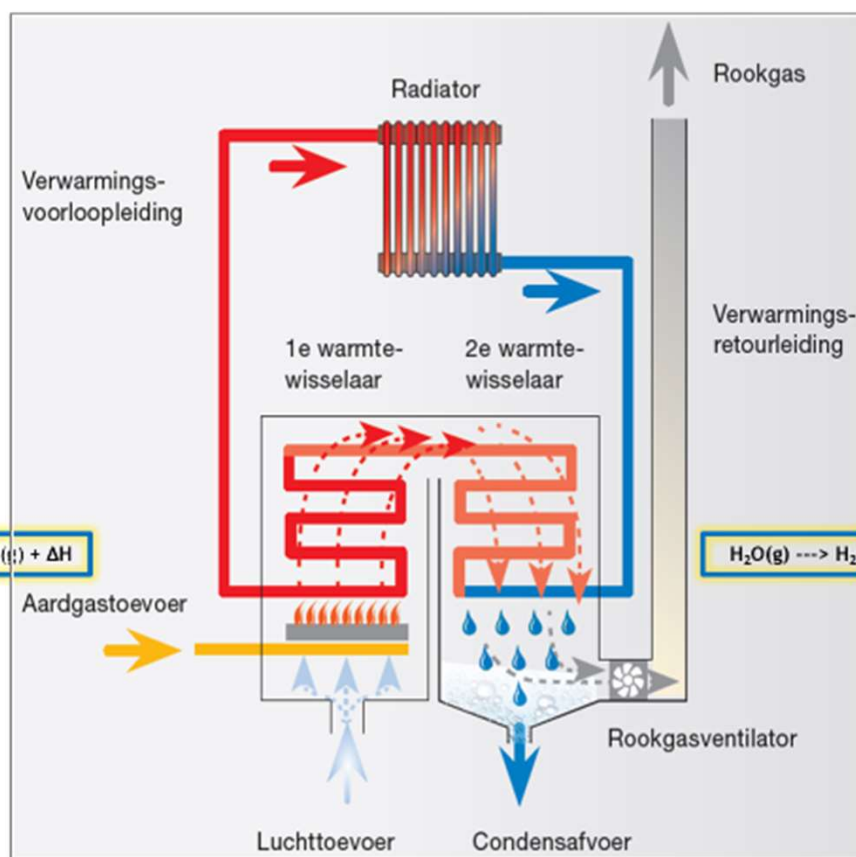 Rookgas
Radiator
Verwarmings-
voorloopleiding
Verwarmings-
retourleiding
1e warmte-
wisselaar
2e warmte-
wisselaar
(g) + ΔH
H₂O(g) ---> H₂
Aardgastoevoer
Rookgasventilator
Luchttoevoer
Condensafvoer